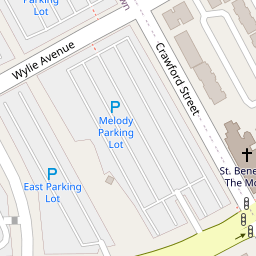 Parking
Lot
Wylie Avenue
Crawford Street
P
Melody
Parking
Lot
P
East Parking
Lot
St. Bene
The Mo